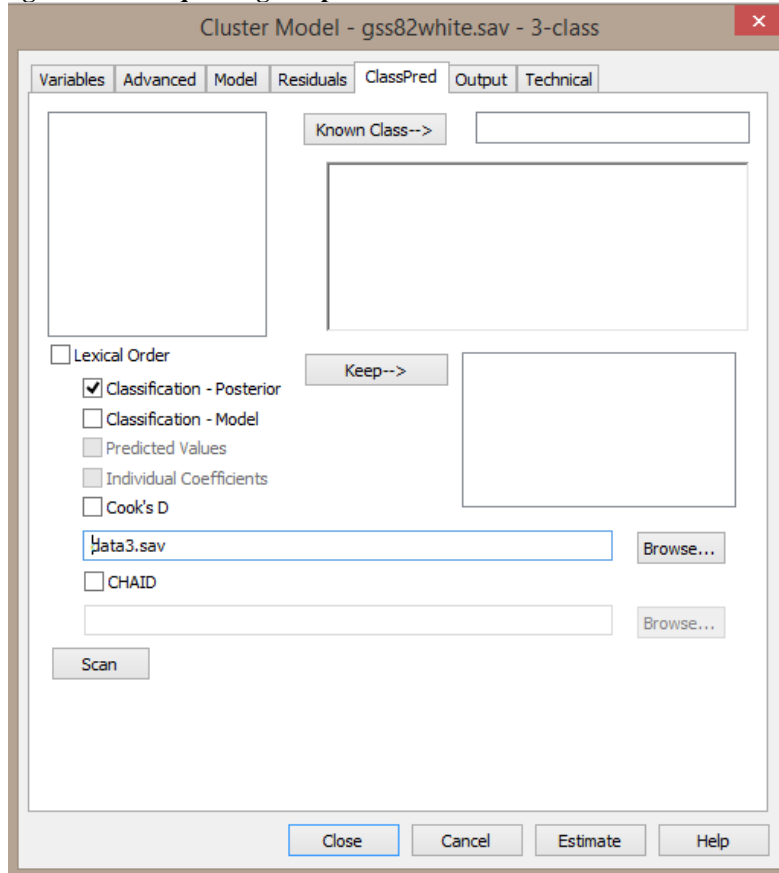 Cluster Model - gss82white.sav - 3-class
Variables Advanced Model Residuals ClassPred Output Technical
Known Class-->
Lexical Order
Keep-->
Classification - Posterior
Classification - Model
Predicted Values
Individual Coefficients
Cook's D
data3.sav
Browse...
CHAID
Browse...
Scan
Close Cancel Estimate Help